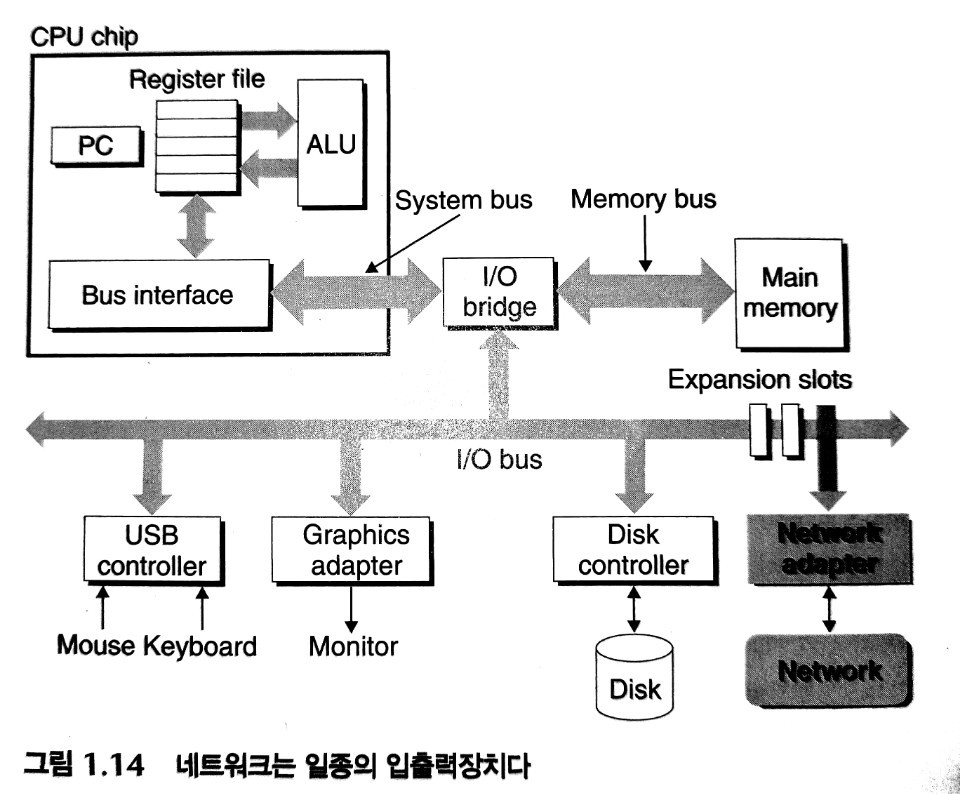 CPU chip
Register file
PC
ALU
System bus
Memory bus
Bus interface
I/O
bridge
Main
memory
Expansion slots
I/O bus
USB
controller
Graphics
adapter
Disk
controller
Network
adapter
Mouse Keyboard
Monitor
Disk
Network
그림 1.14 네트워크는 일종의 입출력장치다